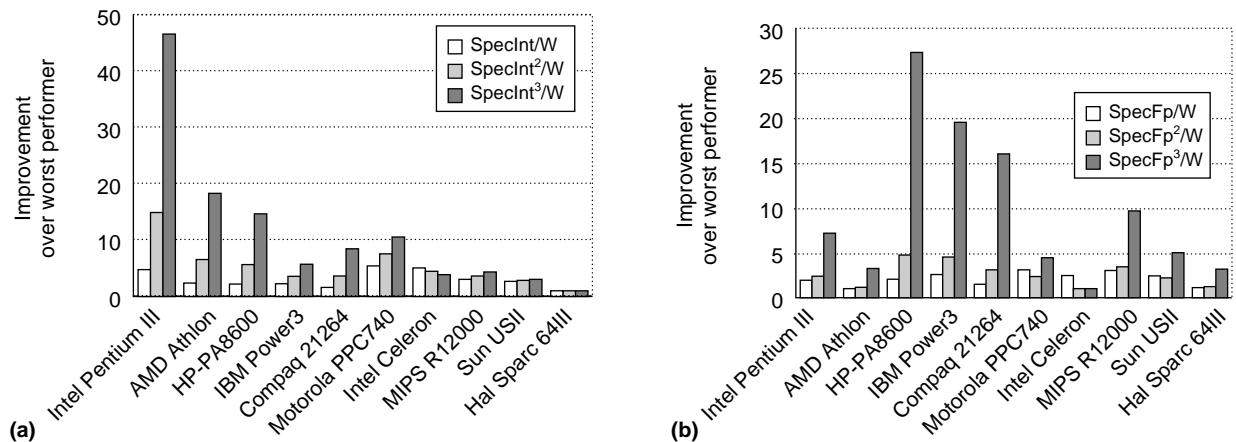 50
40
30
20
10
0
Improvement
over worst performer
SpecInt/W
SpecInt²/W
SpecInt³/W
Intel Pentium III
AMD Athlon
HP-PA8600
IBM Power3
Compaq 21264
Motorola PPC740
Intel Celeron
MIPS R12000
Sun USII
Hal Sparc 64III
(a)
30
25
20
15
10
5
0
Improvement
over worst performer
SpecFp/W
SpecFp²/W
SpecFp³/W
Intel Pentium III
AMD Athlon
HP-PA8600
IBM Power3
Compaq 21264
Motorola PPC740
Intel Celeron
MIPS R12000
Sun USII
Hal Sparc 64III
(b)